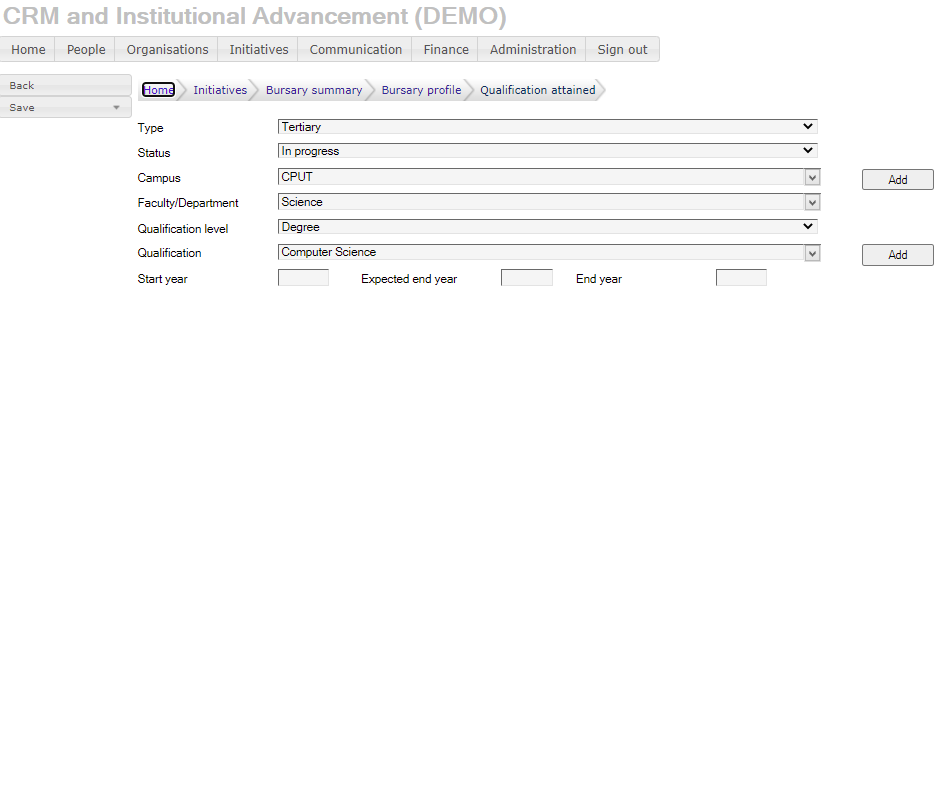 CRM and Institutional Advancement (DEMO)
Home People Organisations Initiatives Communication Finance Administration Sign out
Back
Save
Home Initiatives Bursary summary Bursary profile Qualification attained
Type Tertiary
Status In progress
Campus CPUT Add
Faculty/Department Science
Qualification level Degree
Qualification Computer Science Add
Start year Expected end year End year